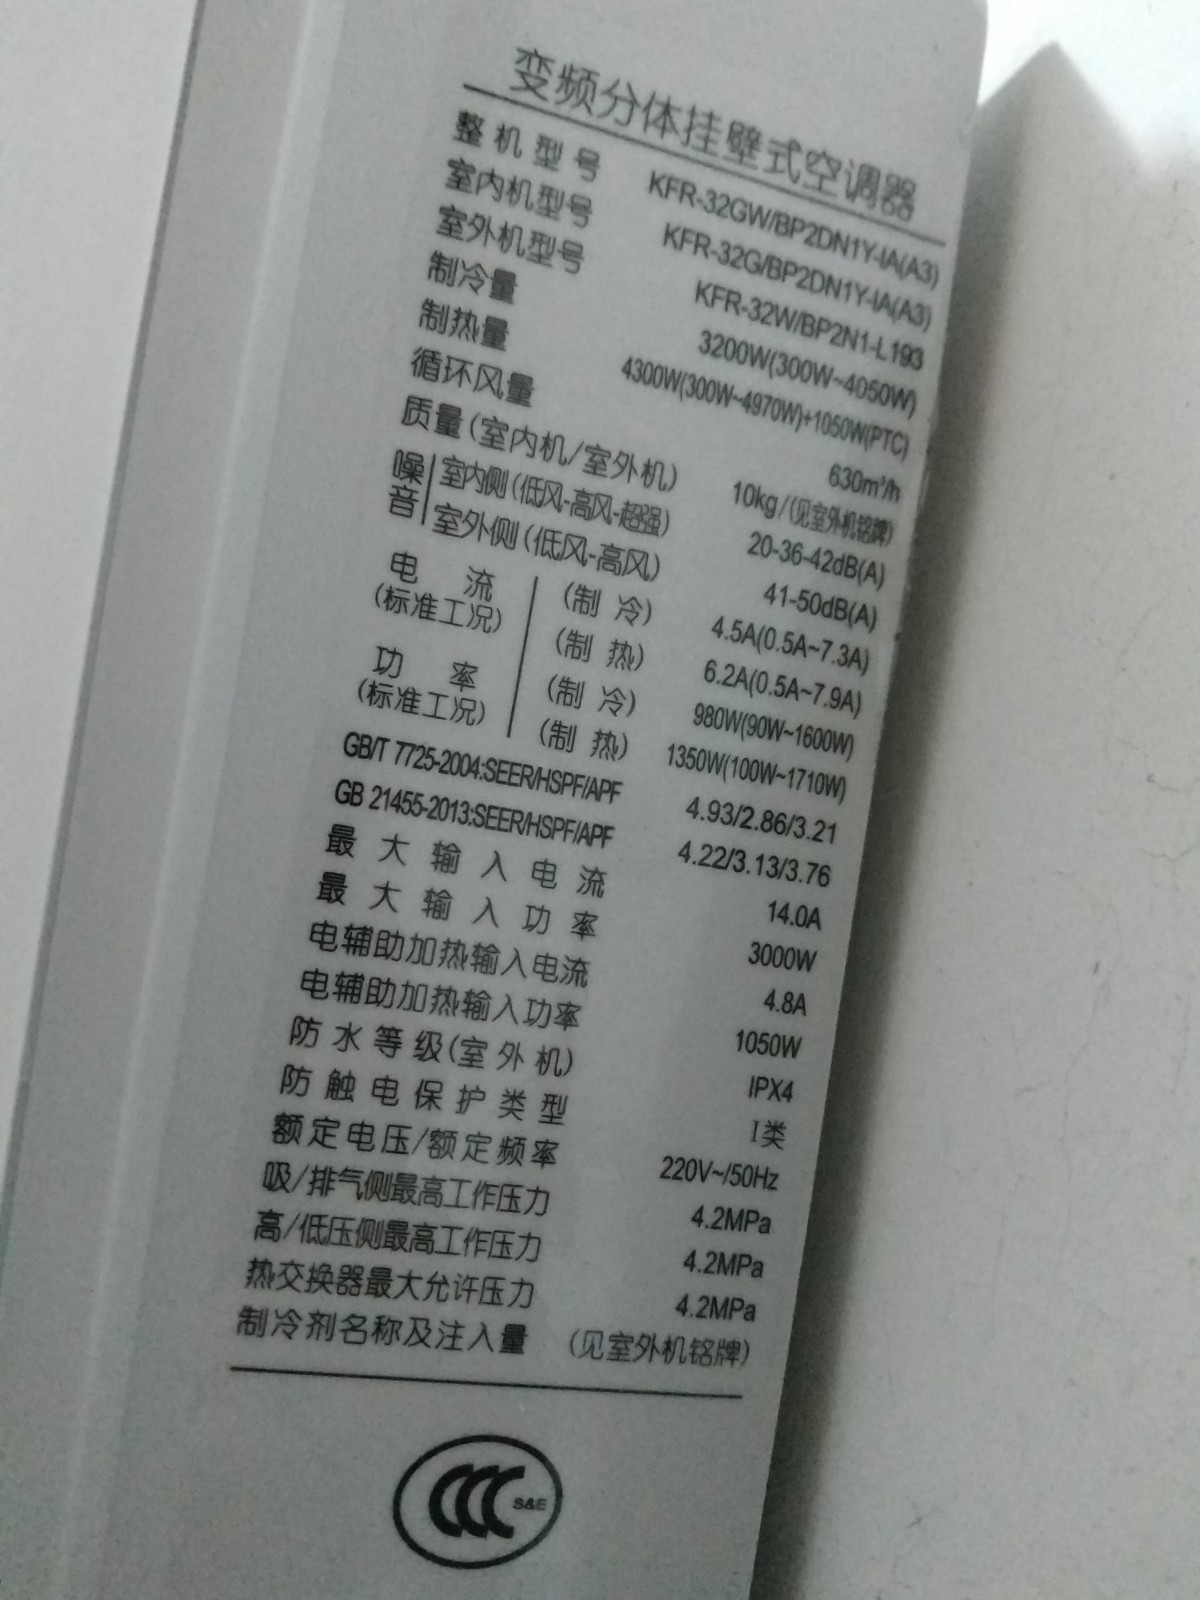 变频分体挂壁式空调器
整机型号 KFR-32GW/BP2DN1Y-IA(A3)
室内机型号 KFR-32G/BP2DN1Y-IA(A3)
室外机型号 KFR-32W/BP2N1-L193
制冷量 3200W(300W~4050W)
制热量 4300W(300W~4970W)+1050W(PTC)
循环风量 630m³/h
质量(室内机/室外机) 10kg/(见室外机铭牌)
噪音 室内侧(低风-高风-超强) 20-36-42dB(A)
室外侧(低风-高风) 41-50dB(A)
电流 (制冷) 4.5A(0.5A~7.3A)
(标准工况) (制热) 6.2A(0.5A~7.9A)
功率 (制冷) 980W(90W~1600W)
(标准工况) (制热) 1350W(100W~1710W)
GB/T 7725-2004:SEER/HSPF/APF 4.93/2.86/3.21
GB 21455-2013:SEER/HSPF/APF 4.22/3.13/3.76
最大输入电流 14.0A
最大输入功率 3000W
电辅助加热输入电流 4.8A
电辅助加热输入功率 1050W
防水等级(室外机) IPX4
防触电保护类型 I类
额定电压/额定频率 220V~/50Hz
吸/排气侧最高工作压力 4.2MPa
高/低压侧最高工作压力 4.2MPa
热交换器最大允许压力 4.2MPa
制冷剂名称及注入量 (见室外机铭牌)
CCC S&E